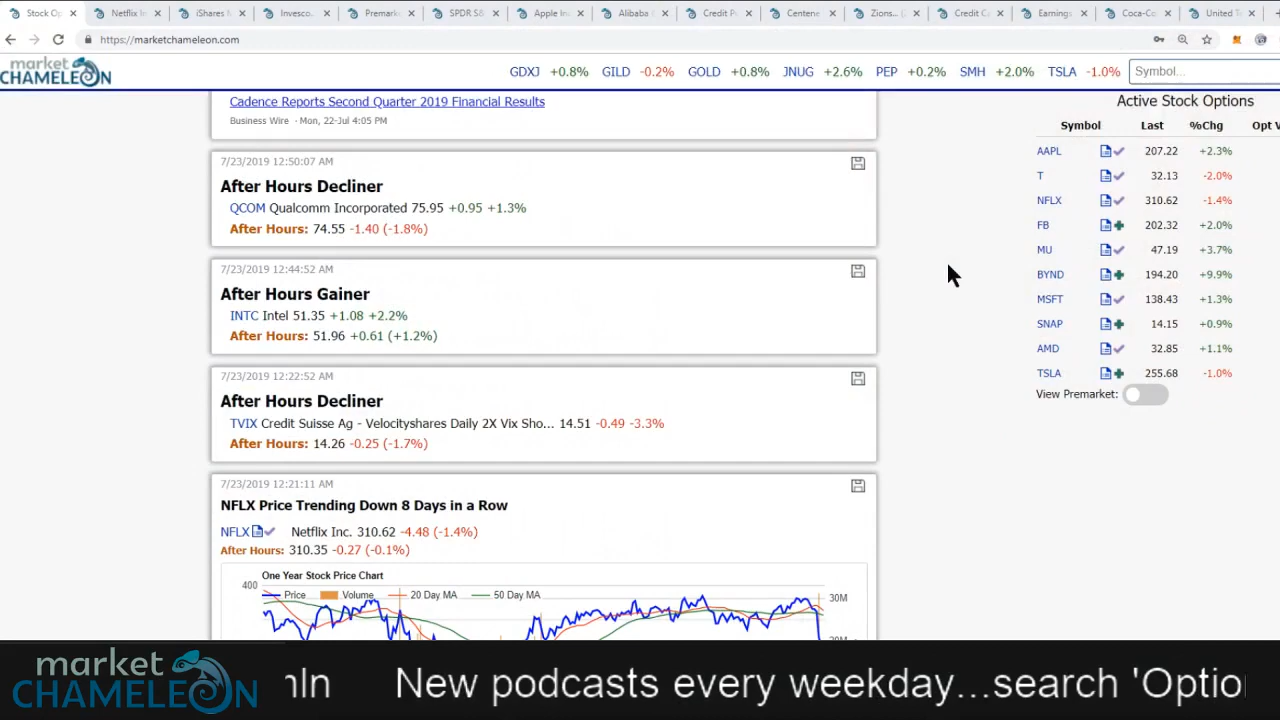 Stock Op
Netflix In
iShares M
Invesco
Premark
SPDR S&
Apple In
Alibaba
Credit P
Centene
Zions... (
Credit C
Earnings
Coca-Co
United T
https://marketchameleon.com
market
CHAMELEON
GDXJ +0.8% GILD -0.2% GOLD +0.8% JNUG +2.6% PEP +0.2% SMH +2.0% TSLA -1.0%
Symbol...
Cadence Reports Second Quarter 2019 Financial Results
Business Wire · Mon, 22-Jul 4:05 PM
7/23/2019 12:50:07 AM
After Hours Decliner
QCOM Qualcomm Incorporated 75.95 +0.95 +1.3%
After Hours: 74.55 -1.40 (-1.8%)
7/23/2019 12:44:52 AM
After Hours Gainer
INTC Intel 51.35 +1.08 +2.2%
After Hours: 51.96 +0.61 (+1.2%)
7/23/2019 12:22:52 AM
After Hours Decliner
TVIX Credit Suisse Ag - Velocityshares Daily 2X Vix Sho... 14.51 -0.49 -3.3%
After Hours: 14.26 -0.25 (-1.7%)
7/23/2019 12:21:11 AM
NFLX Price Trending Down 8 Days in a Row
NFLX Netflix Inc. 310.62 -4.48 (-1.4%)
After Hours: 310.35 -0.27 (-0.1%)
One Year Stock Price Chart
400 Price Volume 20 Day MA 50 Day MA 30M
Active Stock Options
Symbol Last %Chg Opt V
AAPL 207.22 +2.3%
T 32.13 -2.0%
NFLX 310.62 -1.4%
FB 202.32 +2.0%
MU 47.19 +3.7%
BYND 194.20 +9.9%
MSFT 138.43 +1.3%
SNAP 14.15 +0.9%
AMD 32.85 +1.1%
TSLA 255.68 -1.0%
View Premarket:
market
CHAMELEON
nIn New podcasts every weekday...search 'Optio